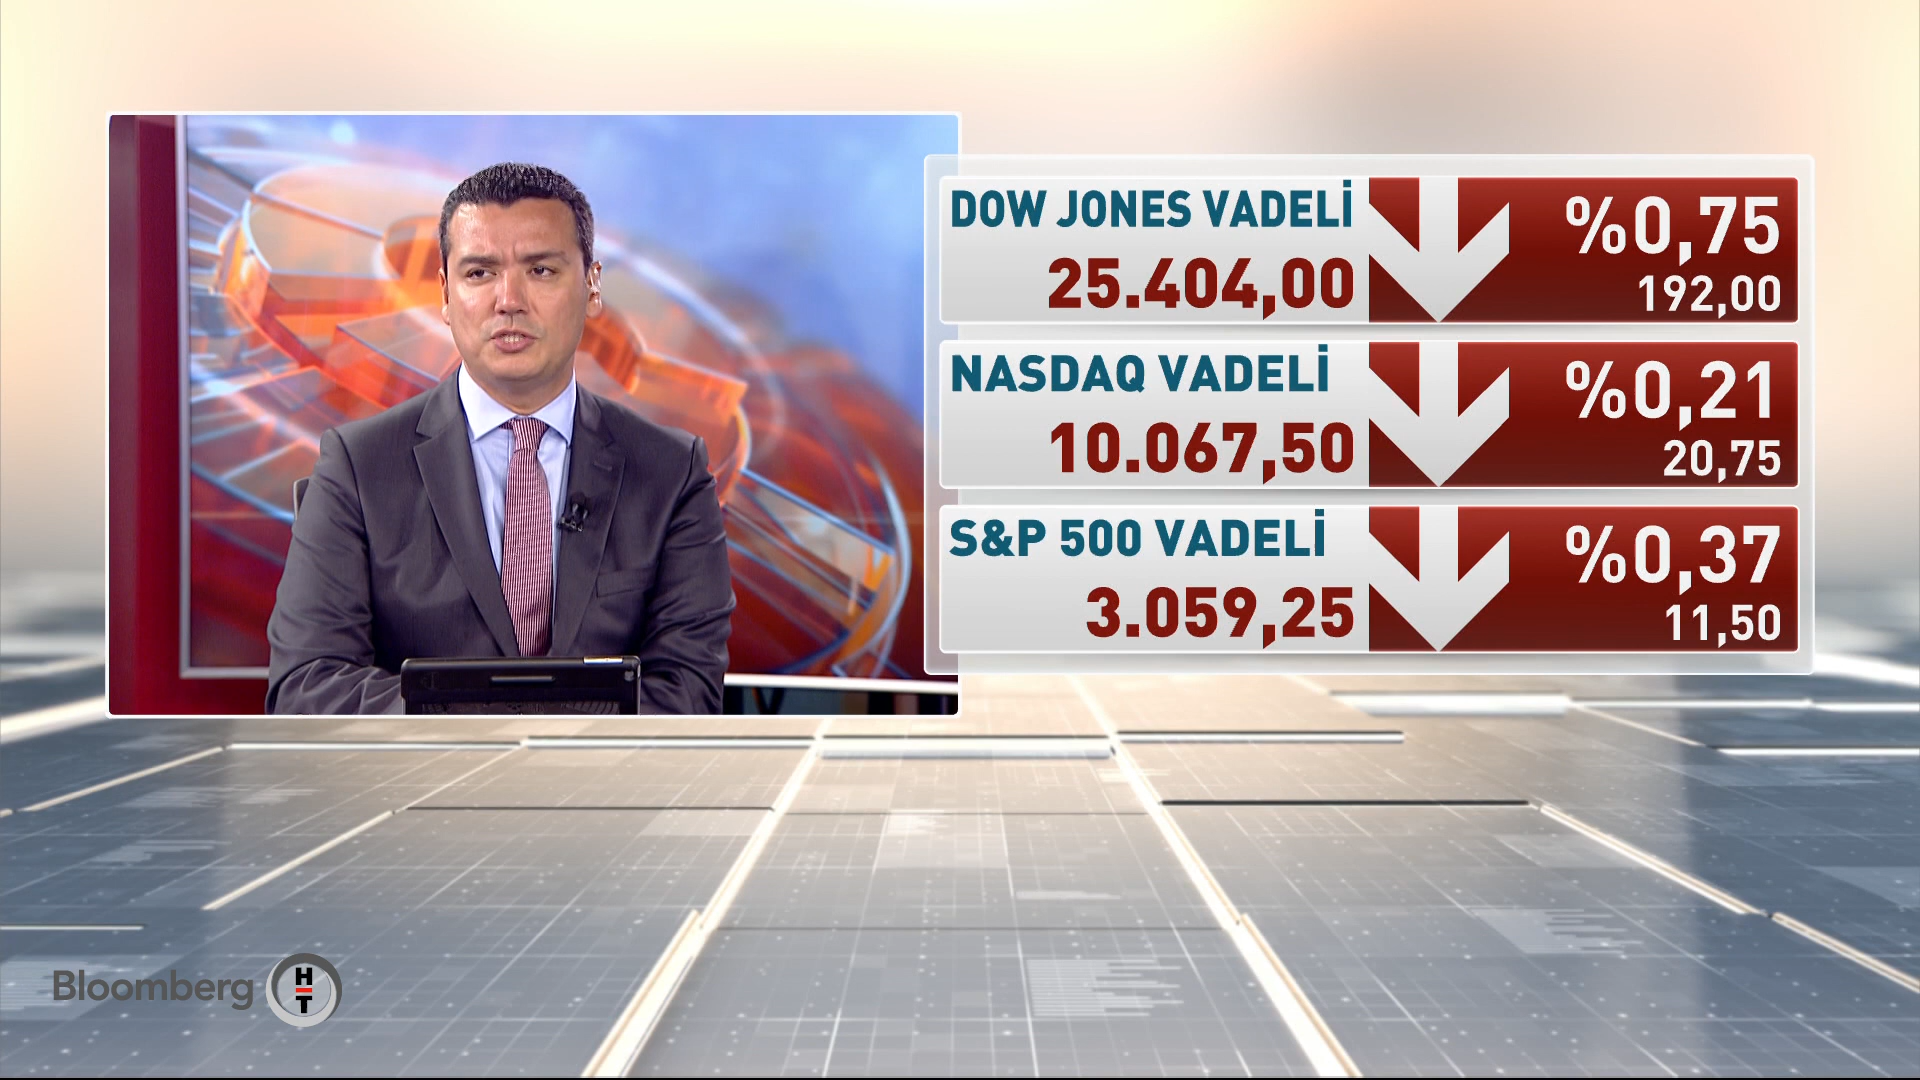 DOW JONES VADELİ
25.404,00
%0,75
192,00
NASDAQ VADELİ
10.067,50
%0,21
20,75
S&P 500 VADELİ
3.059,25
%0,37
11,50
Bloomberg HT